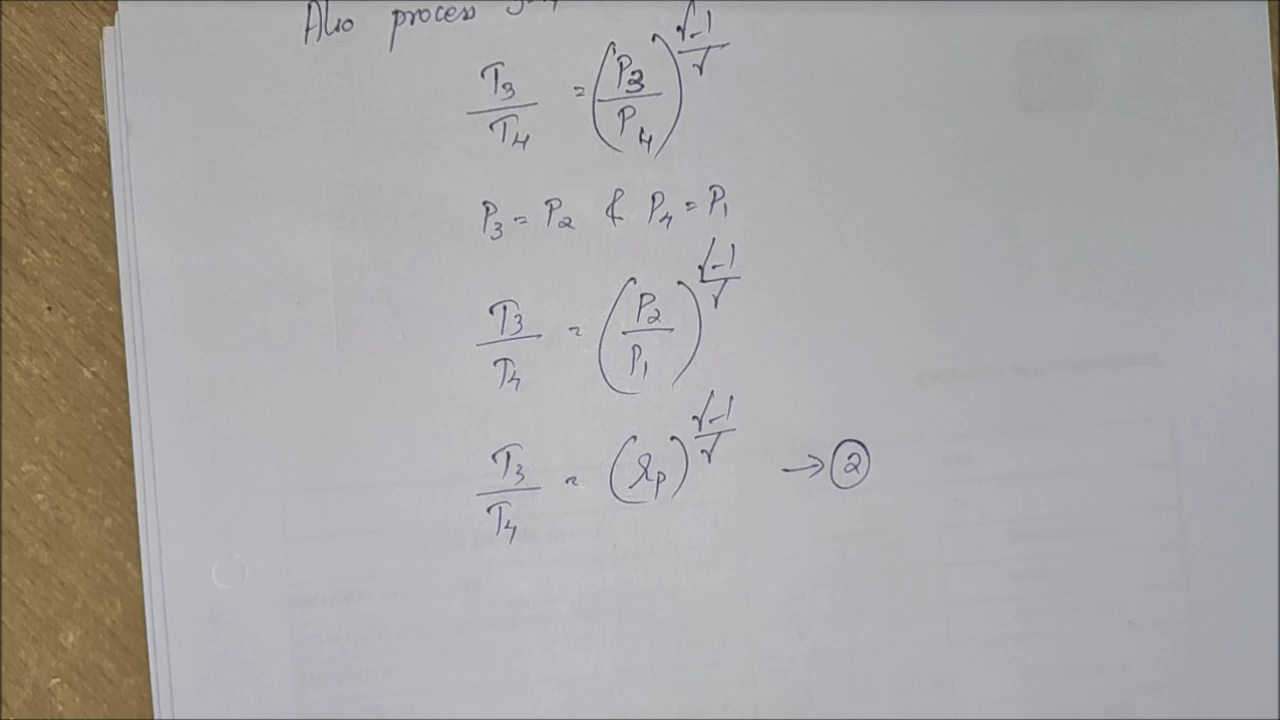 Also process
T3/T4 = (P3/P4)^(√-1/√)
P3 = P2 & P4 = P1
T3/T4 = (P2/P1)^(√-1/√)
T3/T4 = (rp)^(√-1/√) → ②